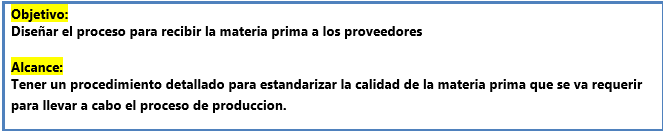 Objetivo:
Diseñar el proceso para recibir la materia prima a los proveedores
Alcance:
Tener un procedimiento detallado para estandarizar la calidad de la materia prima que se va requerir
para llevar a cabo el proceso de produccion.